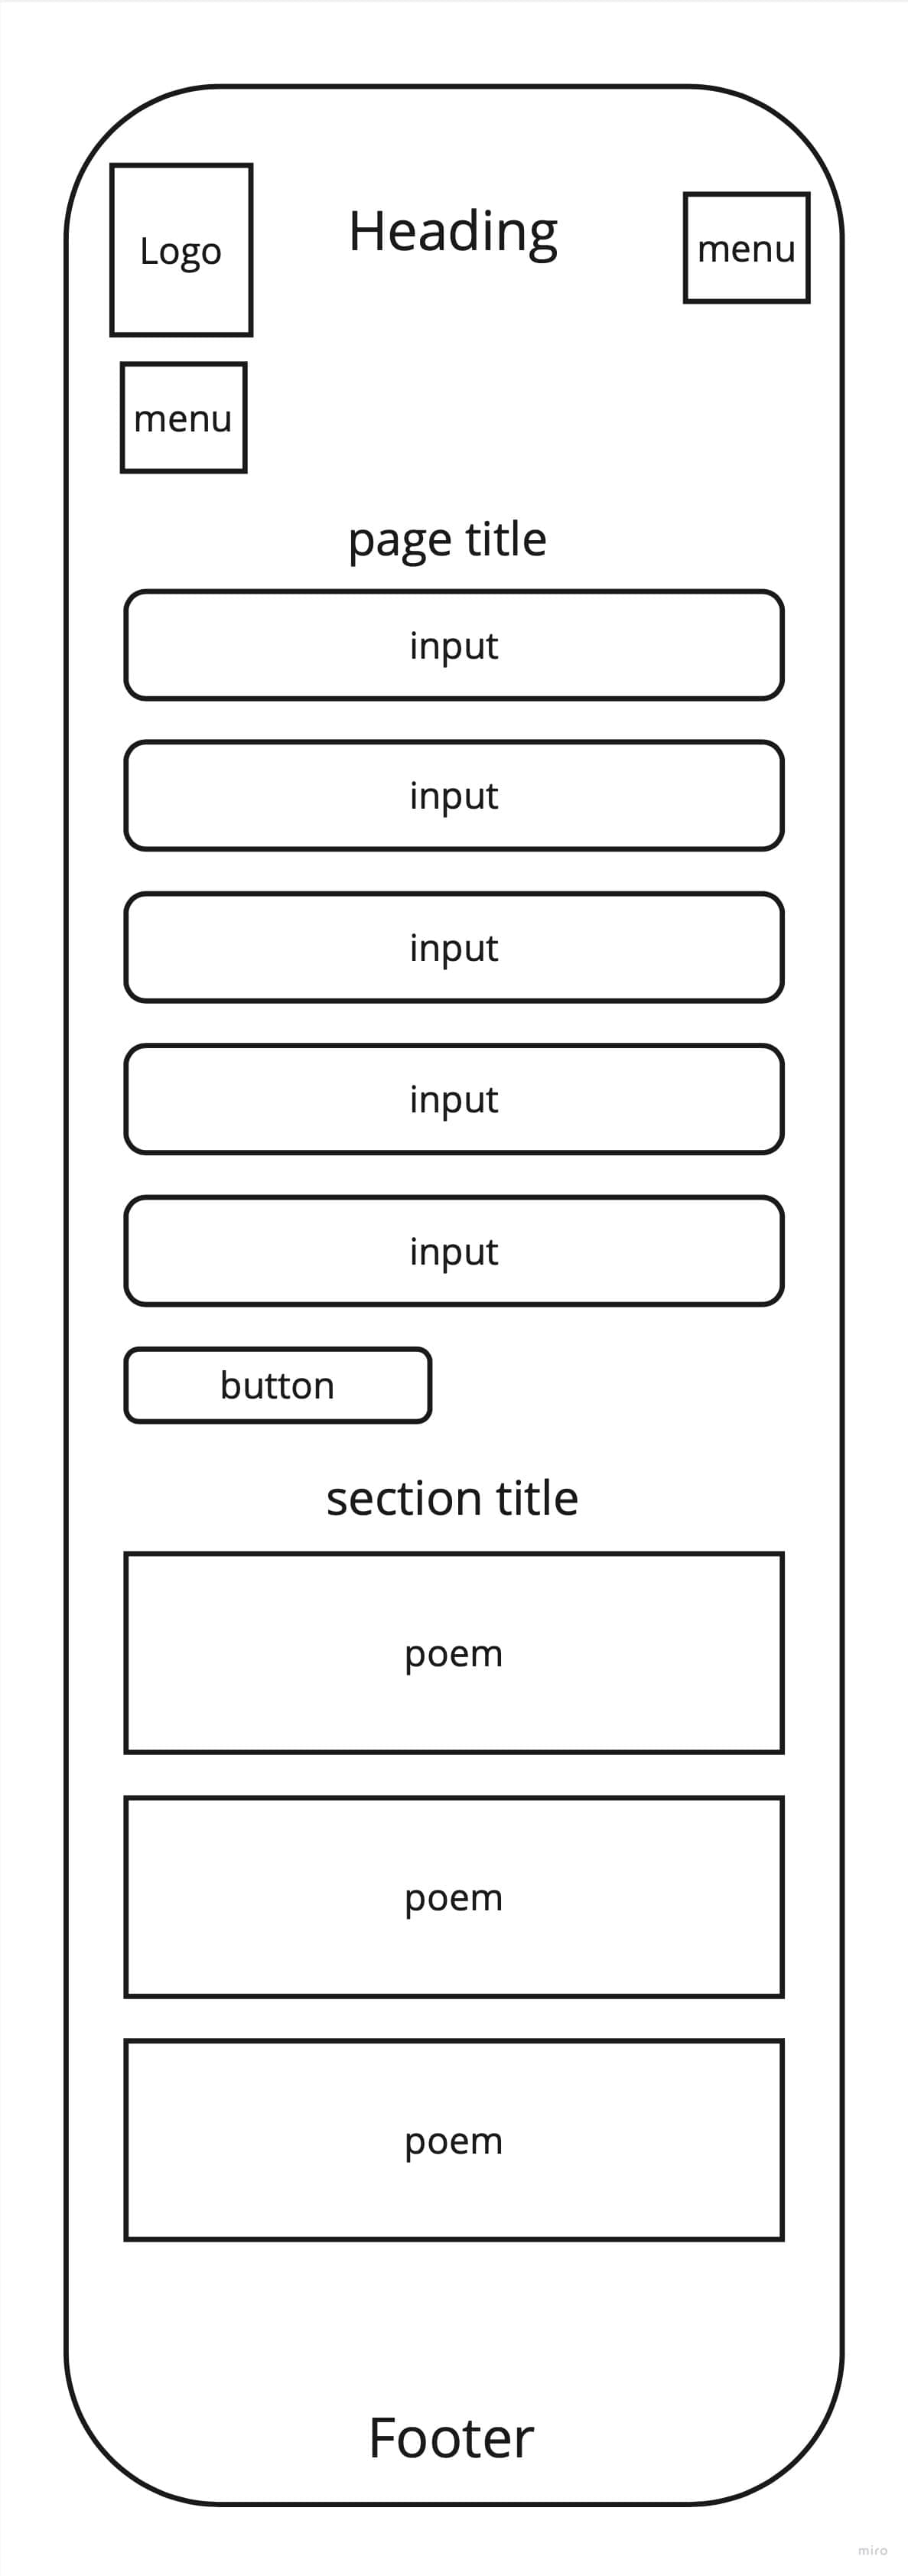 Logo
Heading
menu
menu
page title
input
input
input
input
input
button
section title
poem
poem
poem
Footer
miro